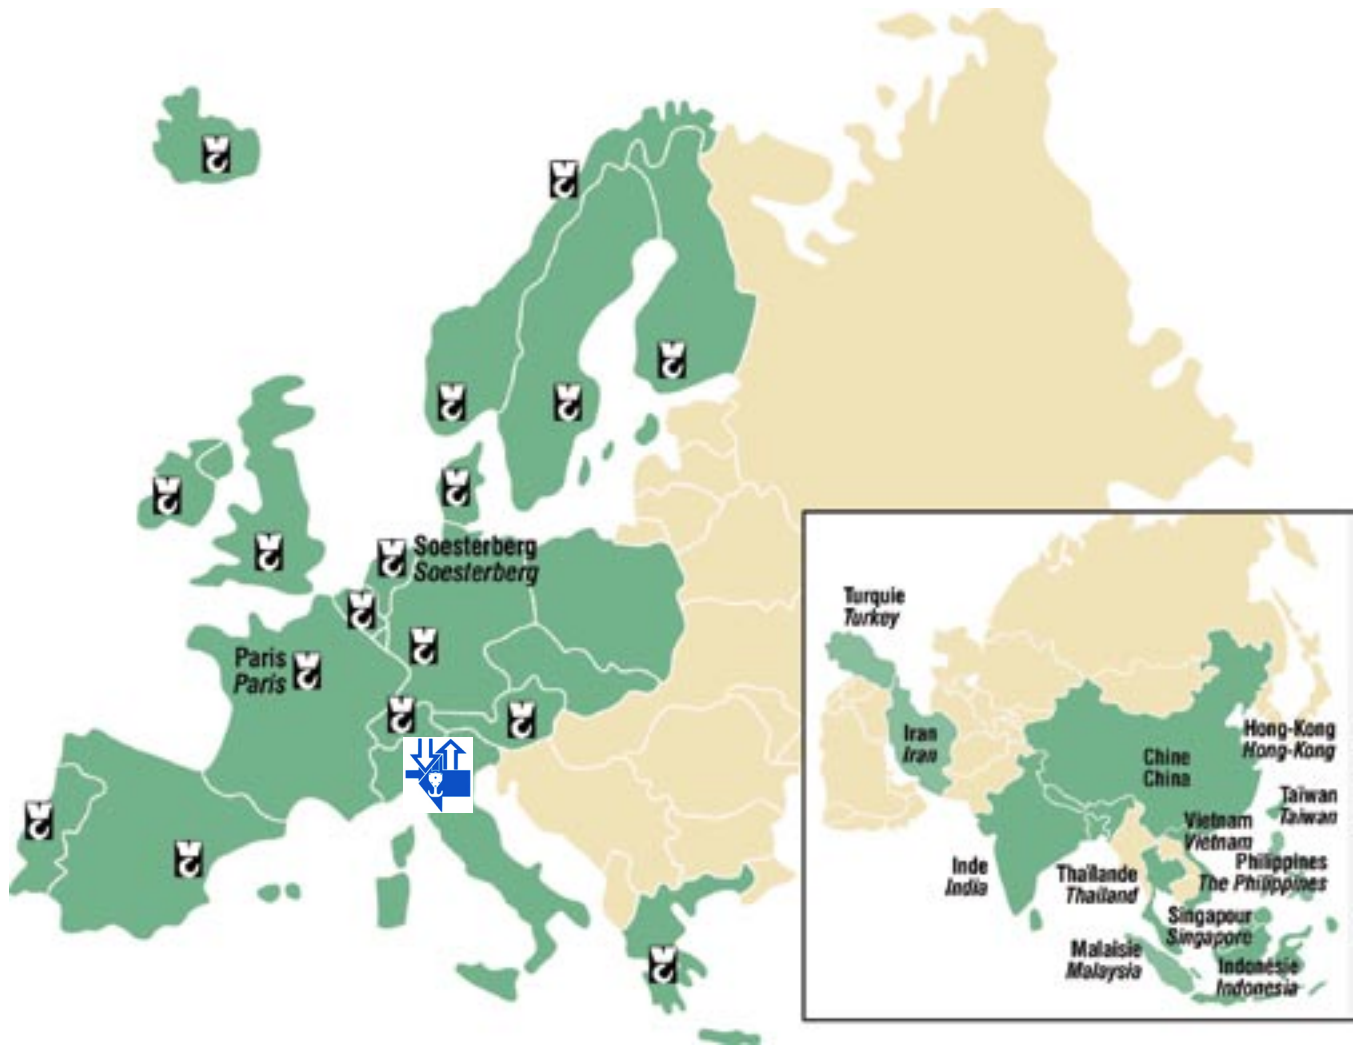 Soesterberg
Soesterberg
Paris
Paris
Turquie
Turkey
Iran
Iran
Chine
China
Hong-Kong
Hong-Kong
Taïwan
Taiwan
Vietnam
Vietnam
Philippines
The Philippines
Inde
India
Thaïlande
Thailand
Singapour
Singapore
Malaisie
Malaysia
Indonésie
Indonesia